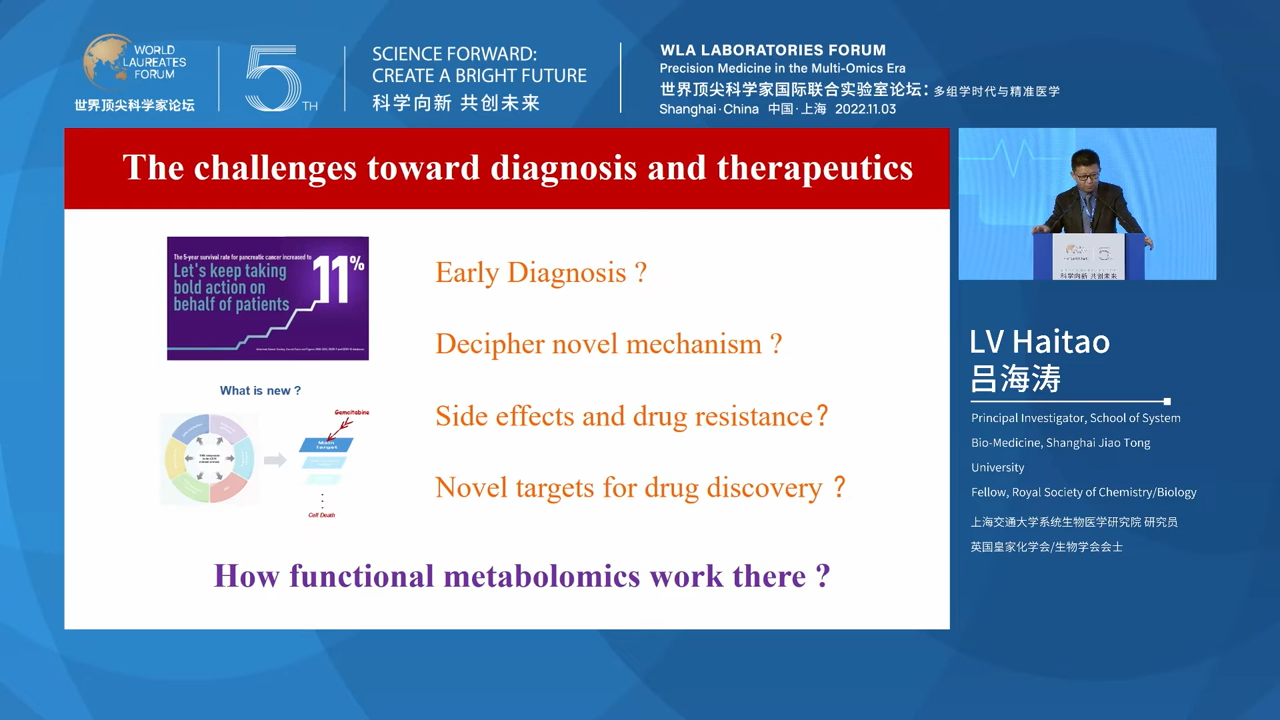 WORLD
LAUREATES
FORUM
世界顶尖科学家论坛
5TH
SCIENCE FORWARD:
CREATE A BRIGHT FUTURE
科学向新 共创未来
WLA LABORATORIES FORUM
Precision Medicine in the Multi-Omics Era
世界顶尖科学家国际联合实验室论坛：多组学时代与精准医学
Shanghai·China 中国·上海 2022.11.03
The challenges toward diagnosis and therapeutics
The 5-year survival rate for pancreatic cancer increased to
11%
Let's keep taking
bold action on
behalf of patients
What is new ?
Gemcitabine
Cell Death
Early Diagnosis ?
Decipher novel mechanism ?
Side effects and drug resistance?
Novel targets for drug discovery ?
How functional metabolomics work there ?
科学向新 共创未来
LV Haitao
吕海涛
Principal Investigator, School of System
Bio-Medicine, Shanghai Jiao Tong
University
Fellow, Royal Society of Chemistry/Biology
上海交通大学系统生物医学研究院 研究员
英国皇家化学会/生物学会会士